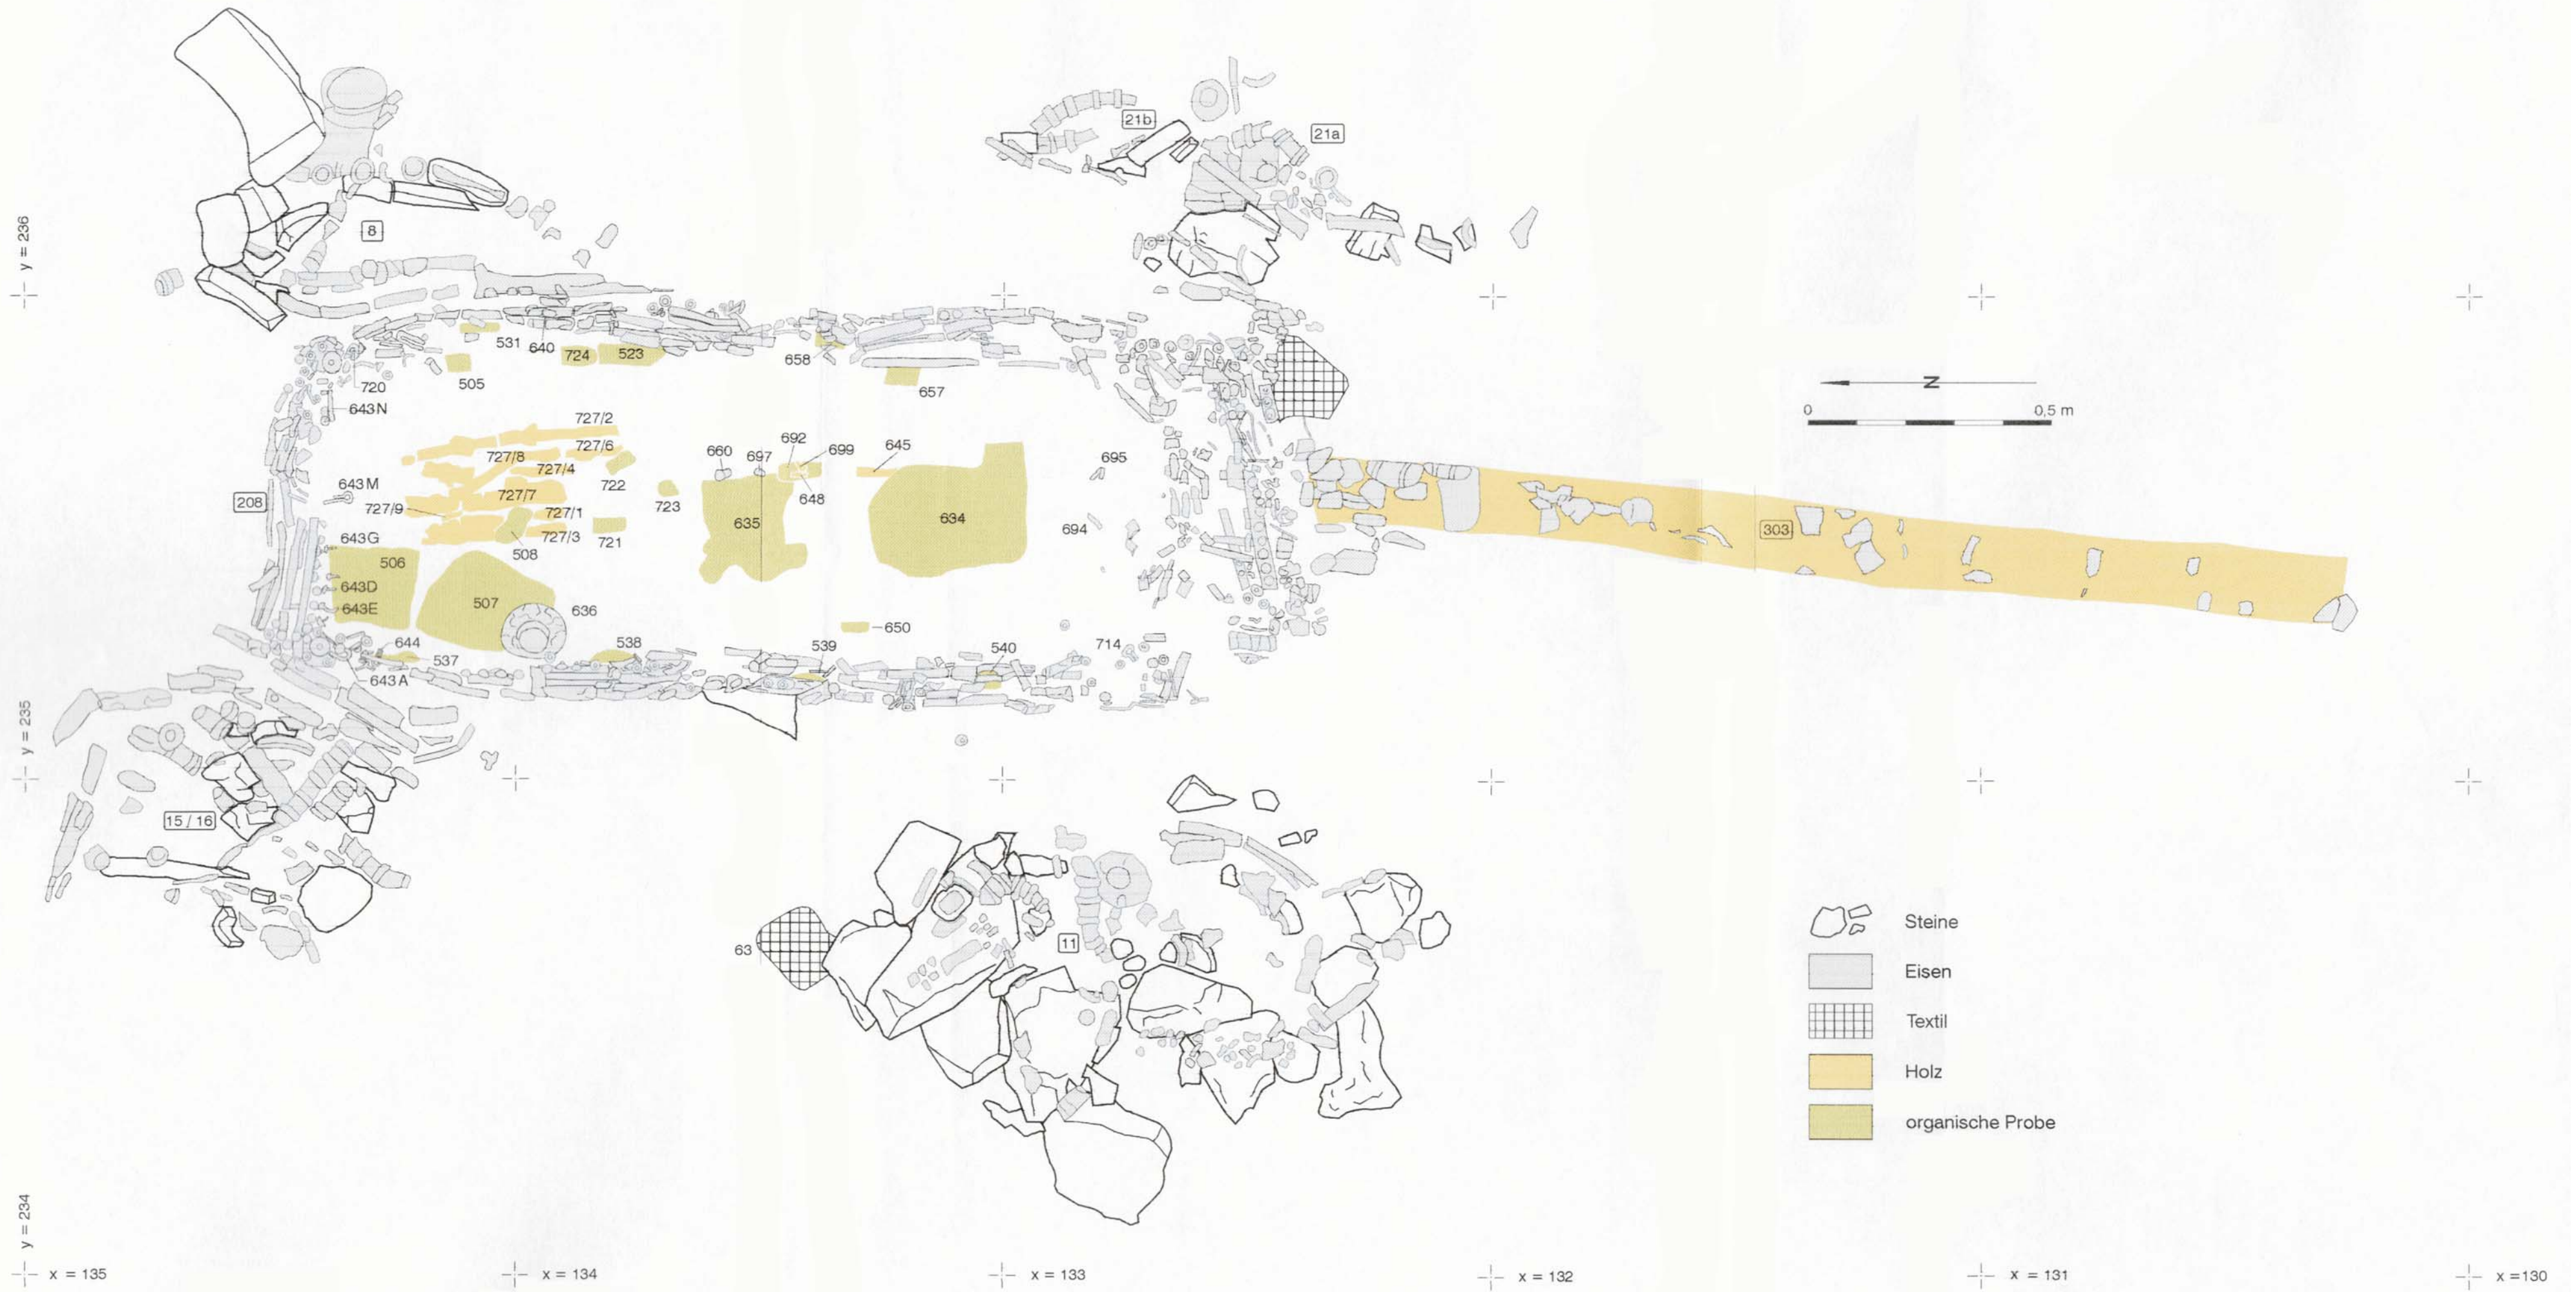 21b
21a
y = 236
8
531
640
724
523
658
505
657
720
643N
727/2
727/6
727/8
727/4
660
697
692
699
645
695
643M
722
648
208
727/9
727/7
723
635
634
727/1
694
643G
508
727/3
721
506
643D
643E
507
636
650
644
537
538
539
540
714
643A
303
N
0
0,5 m
y = 235
15 / 16
63
11
Steine
Eisen
Textil
Holz
organische Probe
y = 234
x = 135
x = 134
x = 133
x = 132
x = 131
x =130